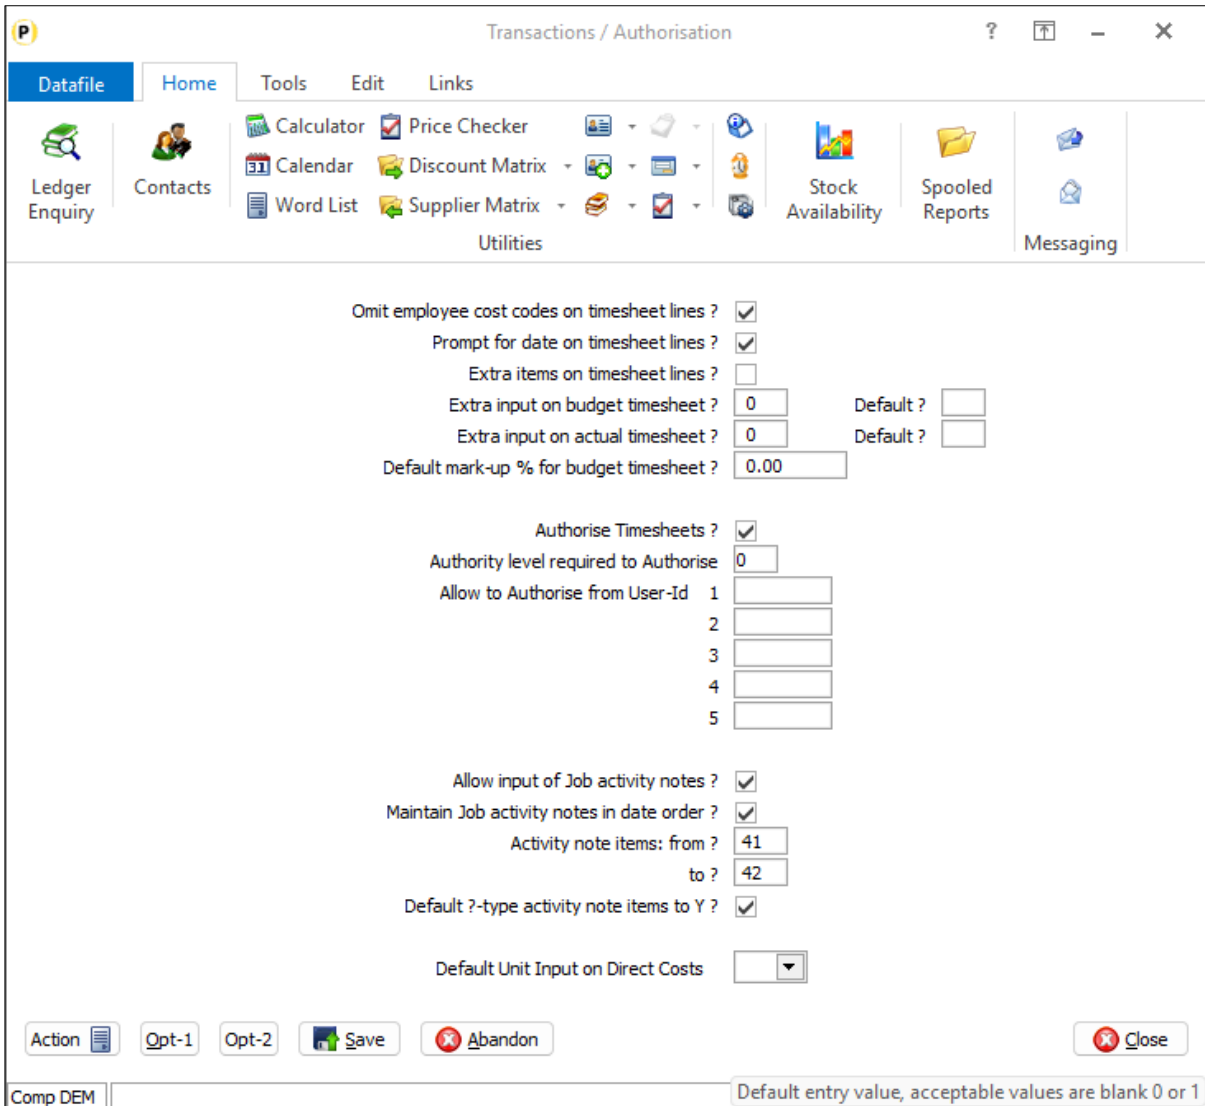 P
Transactions / Authorisation
?
Datafile Home Tools Edit Links
Calculator Price Checker
Calendar Discount Matrix
31
Word List Supplier Matrix
Ledger
Enquiry
Contacts
Utilities
Stock
Availability
Spooled
Reports
Messaging
Omit employee cost codes on timesheet lines ?
Prompt for date on timesheet lines ?
Extra items on timesheet lines ?
Extra input on budget timesheet ? 0 Default ?
Extra input on actual timesheet ? 0 Default ?
Default mark-up % for budget timesheet ? 0.00
Authorise Timesheets ?
Authority level required to Authorise 0
Allow to Authorise from User-Id 1
2
3
4
5
Allow input of Job activity notes ?
Maintain Job activity notes in date order ?
Activity note items: from ? 41
to ? 42
Default ?-type activity note items to Y ?
Default Unit Input on Direct Costs
Action Opt-1 Opt-2 Save Abandon Close
Comp DEM
Default entry value, acceptable values are blank 0 or 1